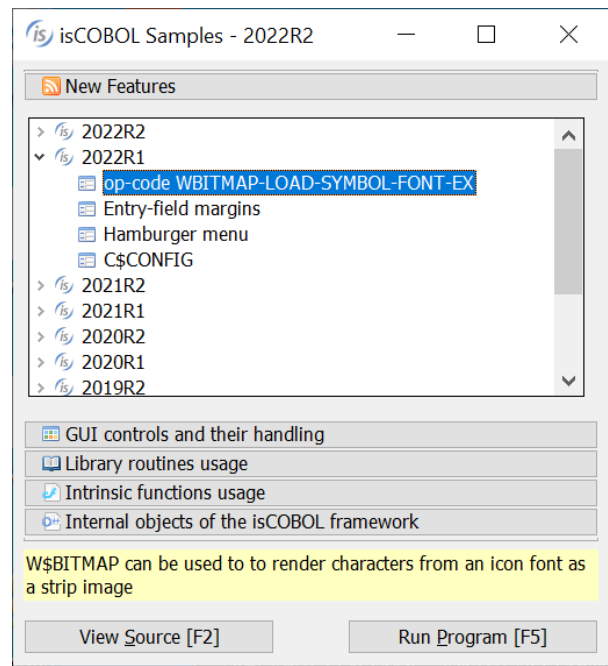 isCOBOL Samples - 2022R2
New Features
2022R2
2022R1
op-code WBITMAP-LOAD-SYMBOL-FONT-EX
Entry-field margins
Hamburger menu
C$CONFIG
2021R2
2021R1
2020R2
2020R1
2019R2
GUI controls and their handling
Library routines usage
Intrinsic functions usage
Internal objects of the isCOBOL framework
W$BITMAP can be used to to render characters from an icon font as
a strip image
View Source [F2] Run Program [F5]